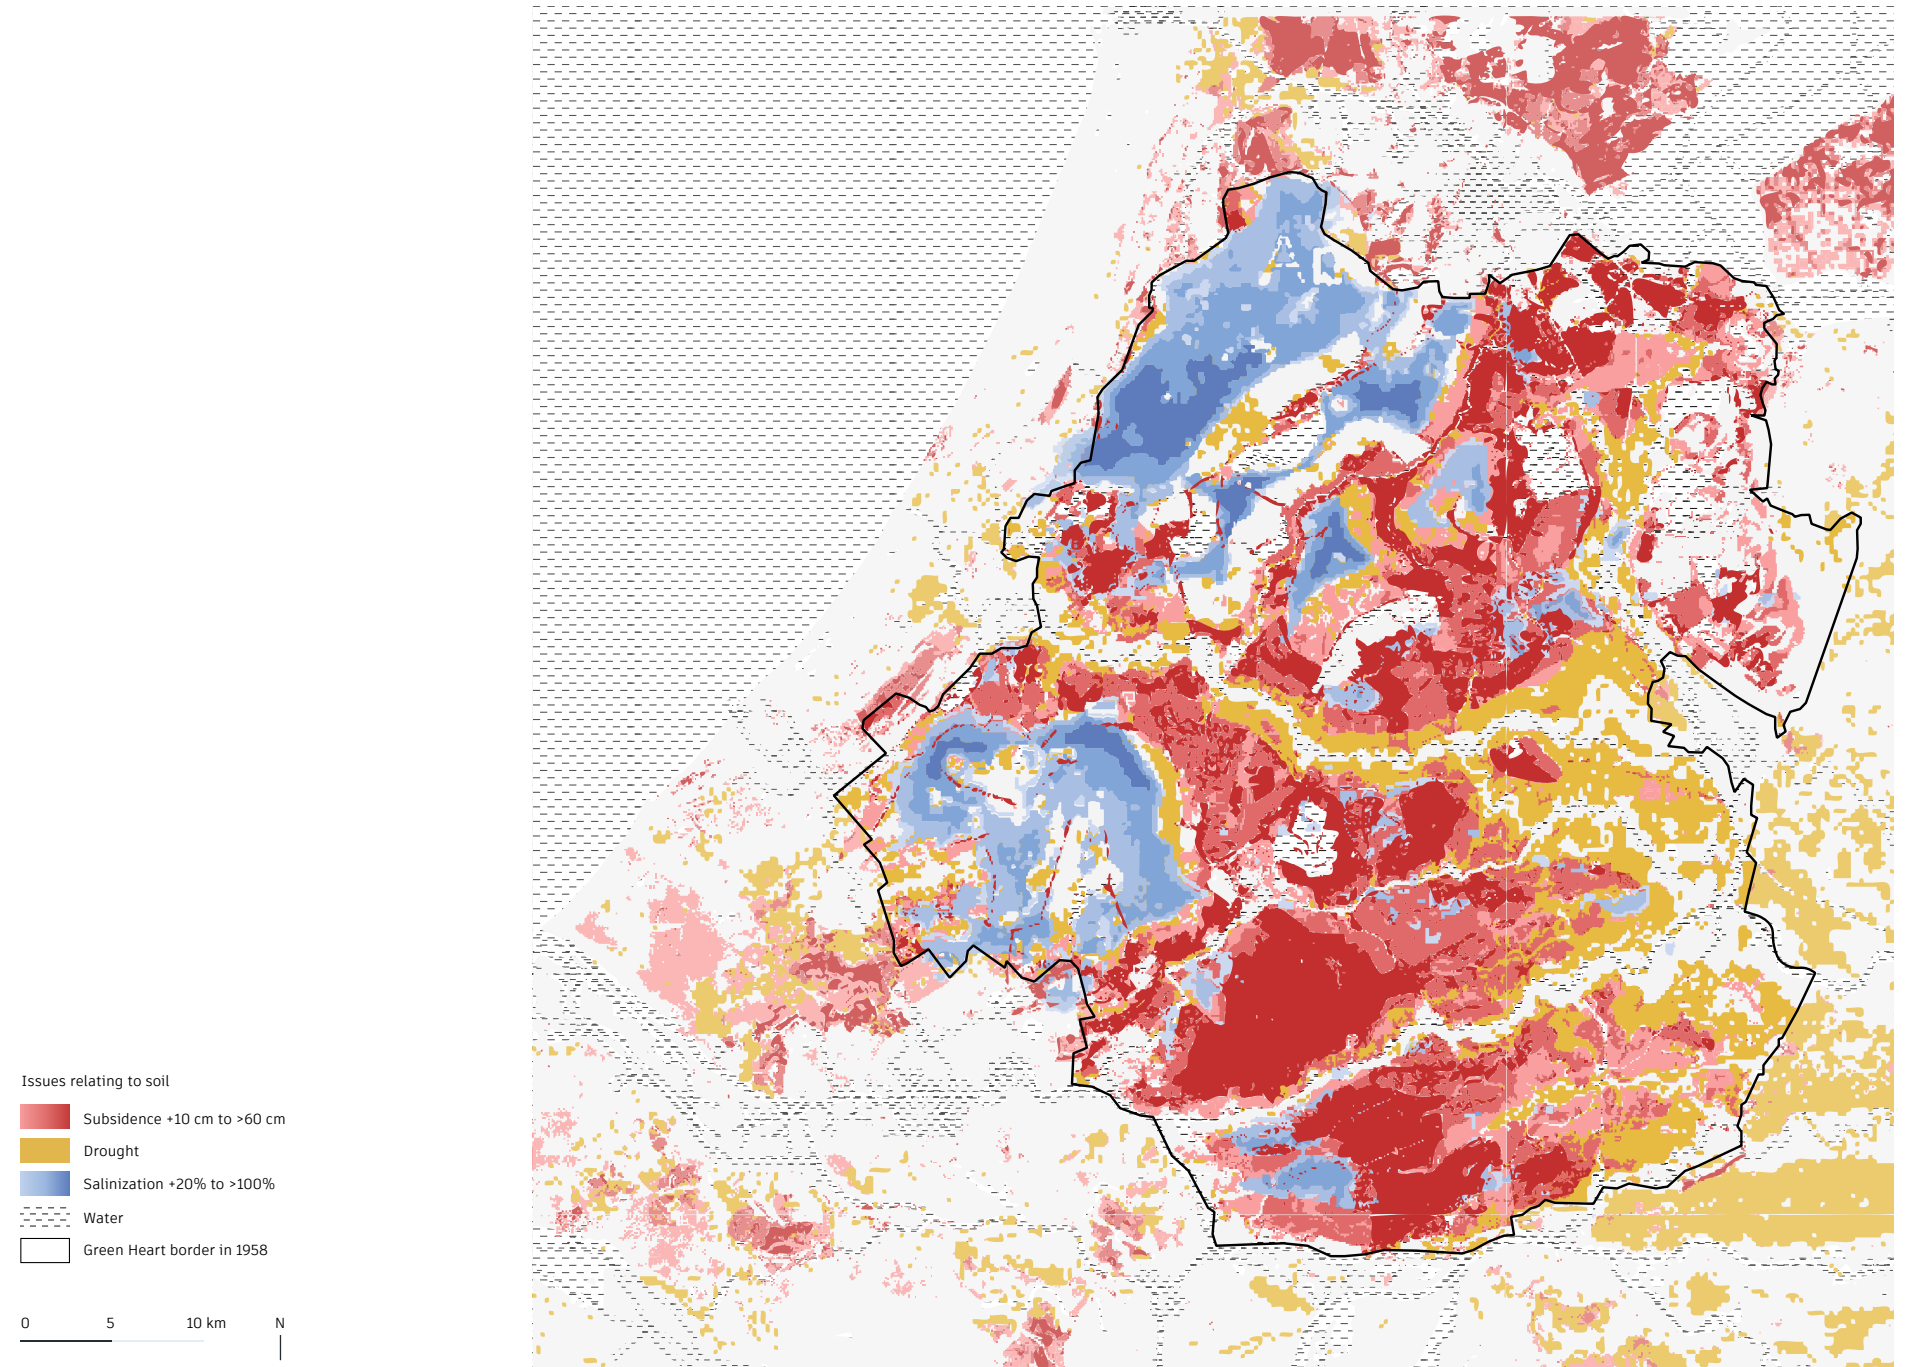 Issues relating to soil
Subsidence +10 cm to >60 cm
Drought
Salinization +20% to >100%
Water
Green Heart border in 1958
0 5 10 km N